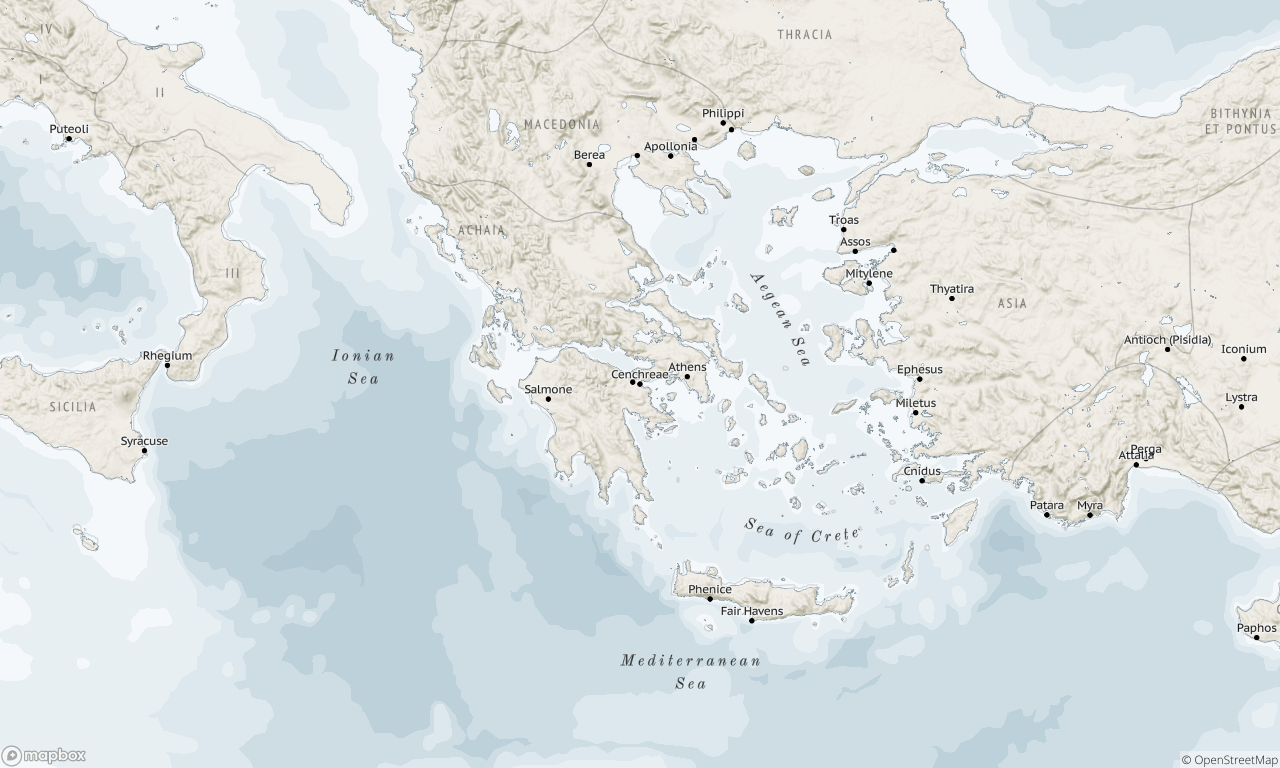 IV
THRACIA
I
II
Philippi
BITHYNIA
ET PONTUS
Puteoli
MACEDONIA
Apollonia
Berea
Troas
ACHAIA
Assos
III
Mitylene
Aegean Sea
Thyatira
ASIA
Antioch (Pisidia)
Iconium
Rhegium
Ionian
Sea
Athens
Cenchreae
Ephesus
Salmone
Lystra
Miletus
SICILIA
Syracuse
Perga
Attalia
Cnidus
Patara
Myra
Sea of Crete
Phenice
Fair Havens
Paphos
Mediterranean
Sea
mapbox
© OpenStreetMap